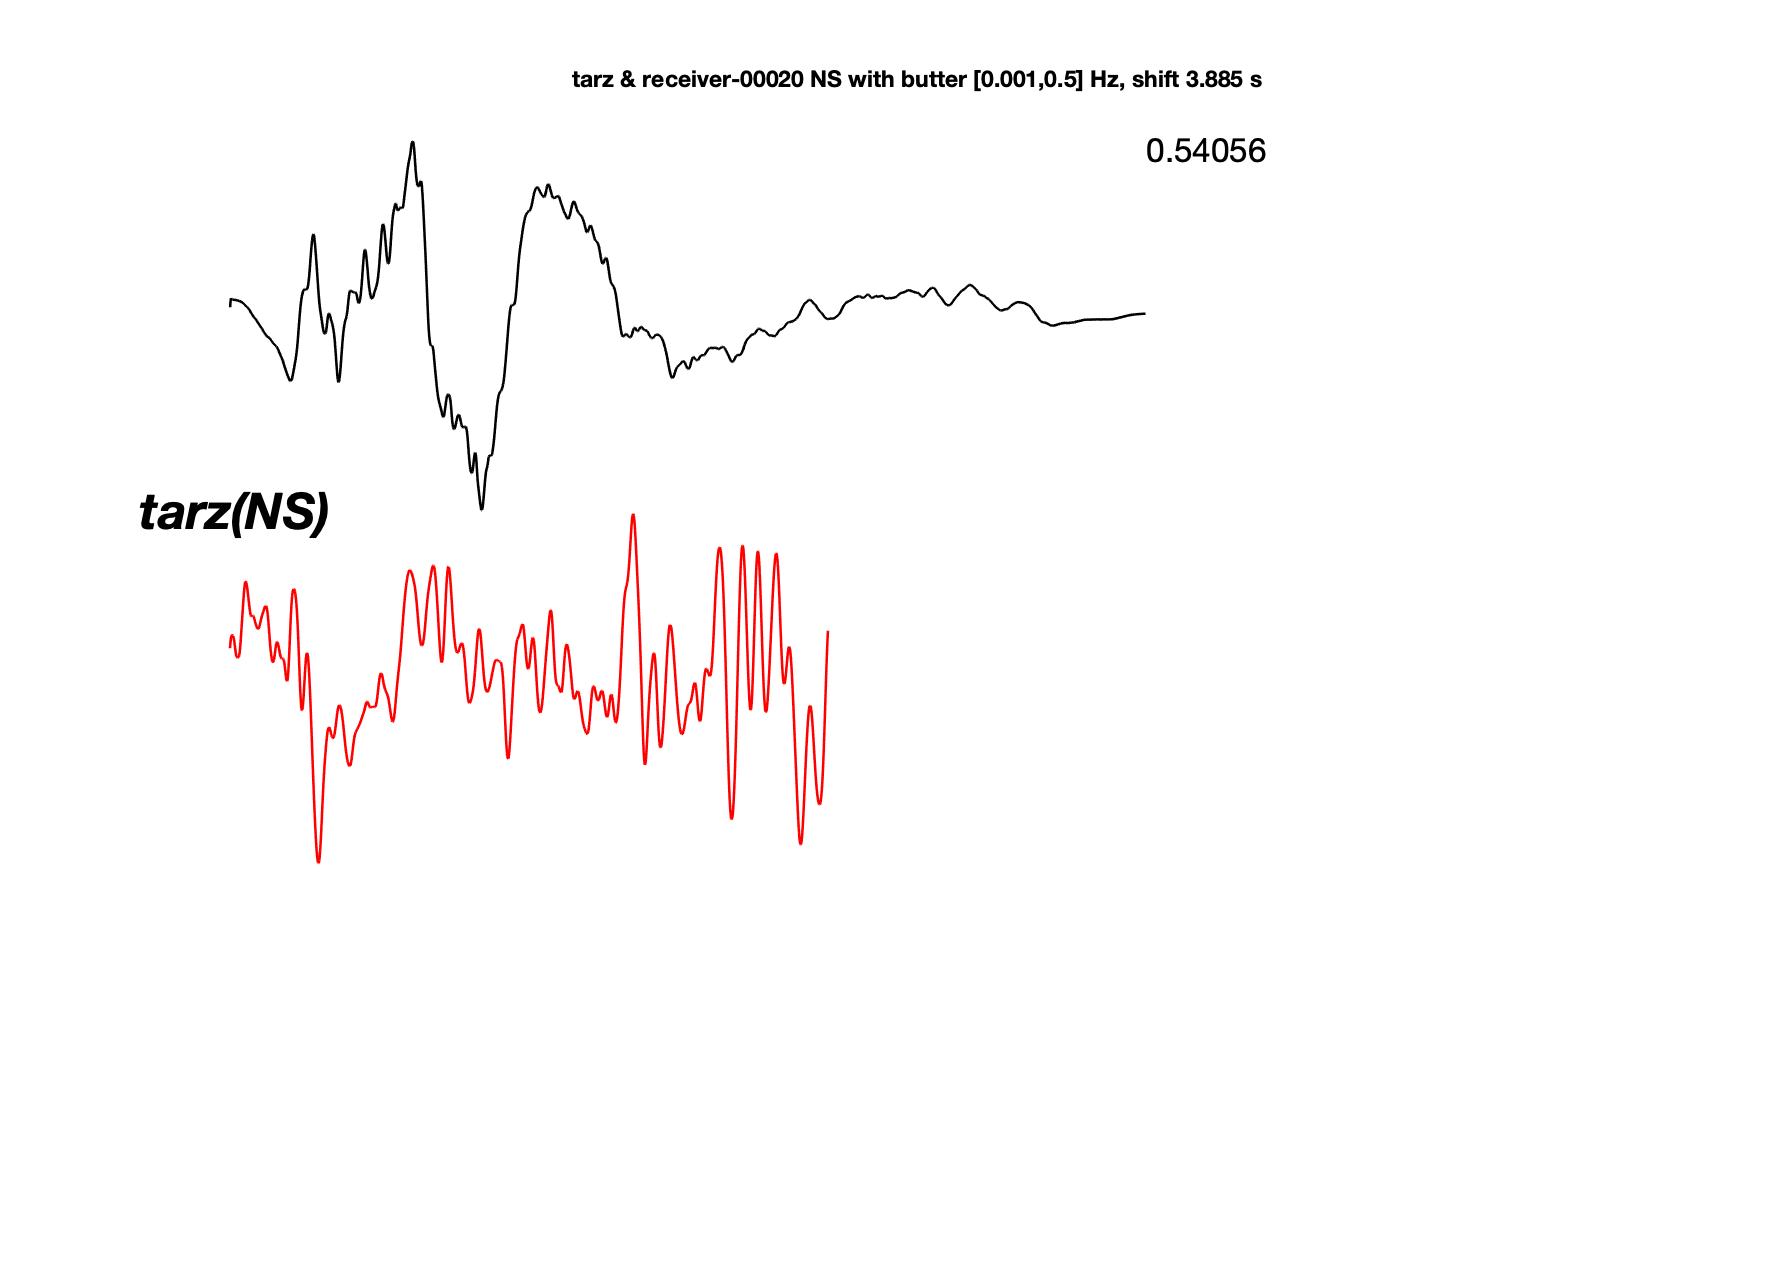 tarz & receiver-00020 NS with butter [0.001,0.5] Hz, shift 3.885 s
0.54056
tarz(NS)